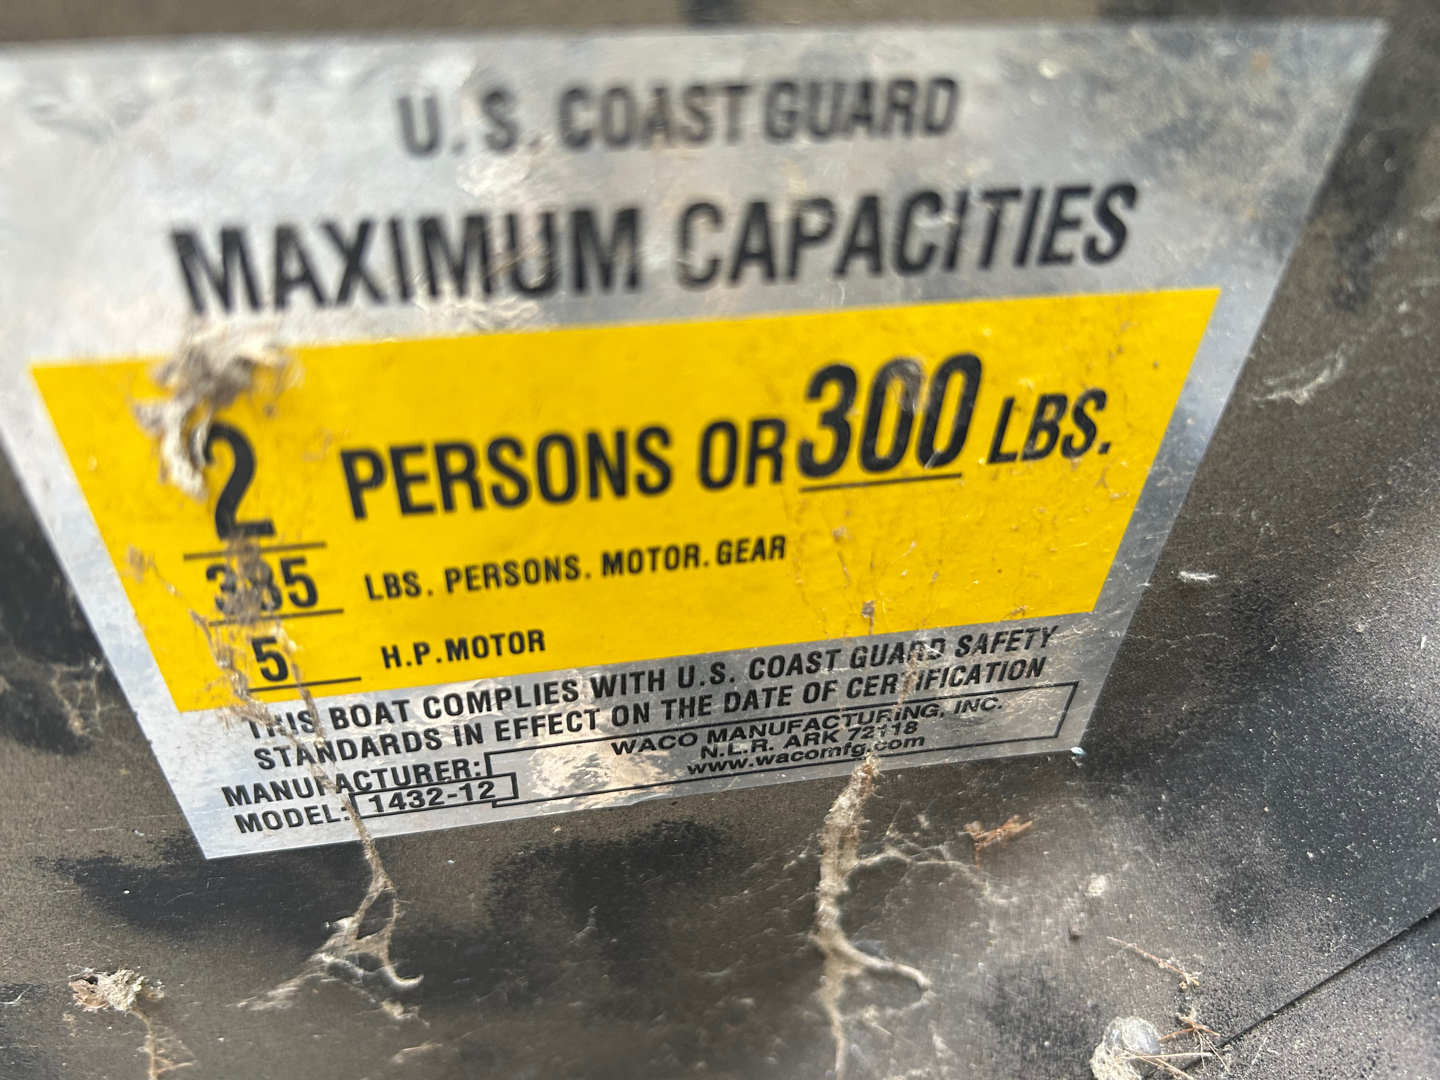 U.S. COAST GUARD
MAXIMUM CAPACITIES
2 PERSONS OR 300 LBS.
385 LBS. PERSONS. MOTOR. GEAR
5 H.P. MOTOR
THIS BOAT COMPLIES WITH U.S. COAST GUARD SAFETY
STANDARDS IN EFFECT ON THE DATE OF CERTIFICATION
MANUFACTURER: WACO MANUFACTURING, INC.
N.L.R. ARK 72118
www.wacomfg.com
MODEL: 1432-12